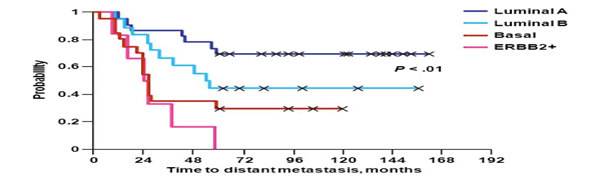 1
0.8
0.6
0.4
0.2
0
Probability
Luminal A
Luminal B
Basal
ERBB2+
P < .01
0 24 48 72 96 120 144 168 192
Time to distant metastasis, months